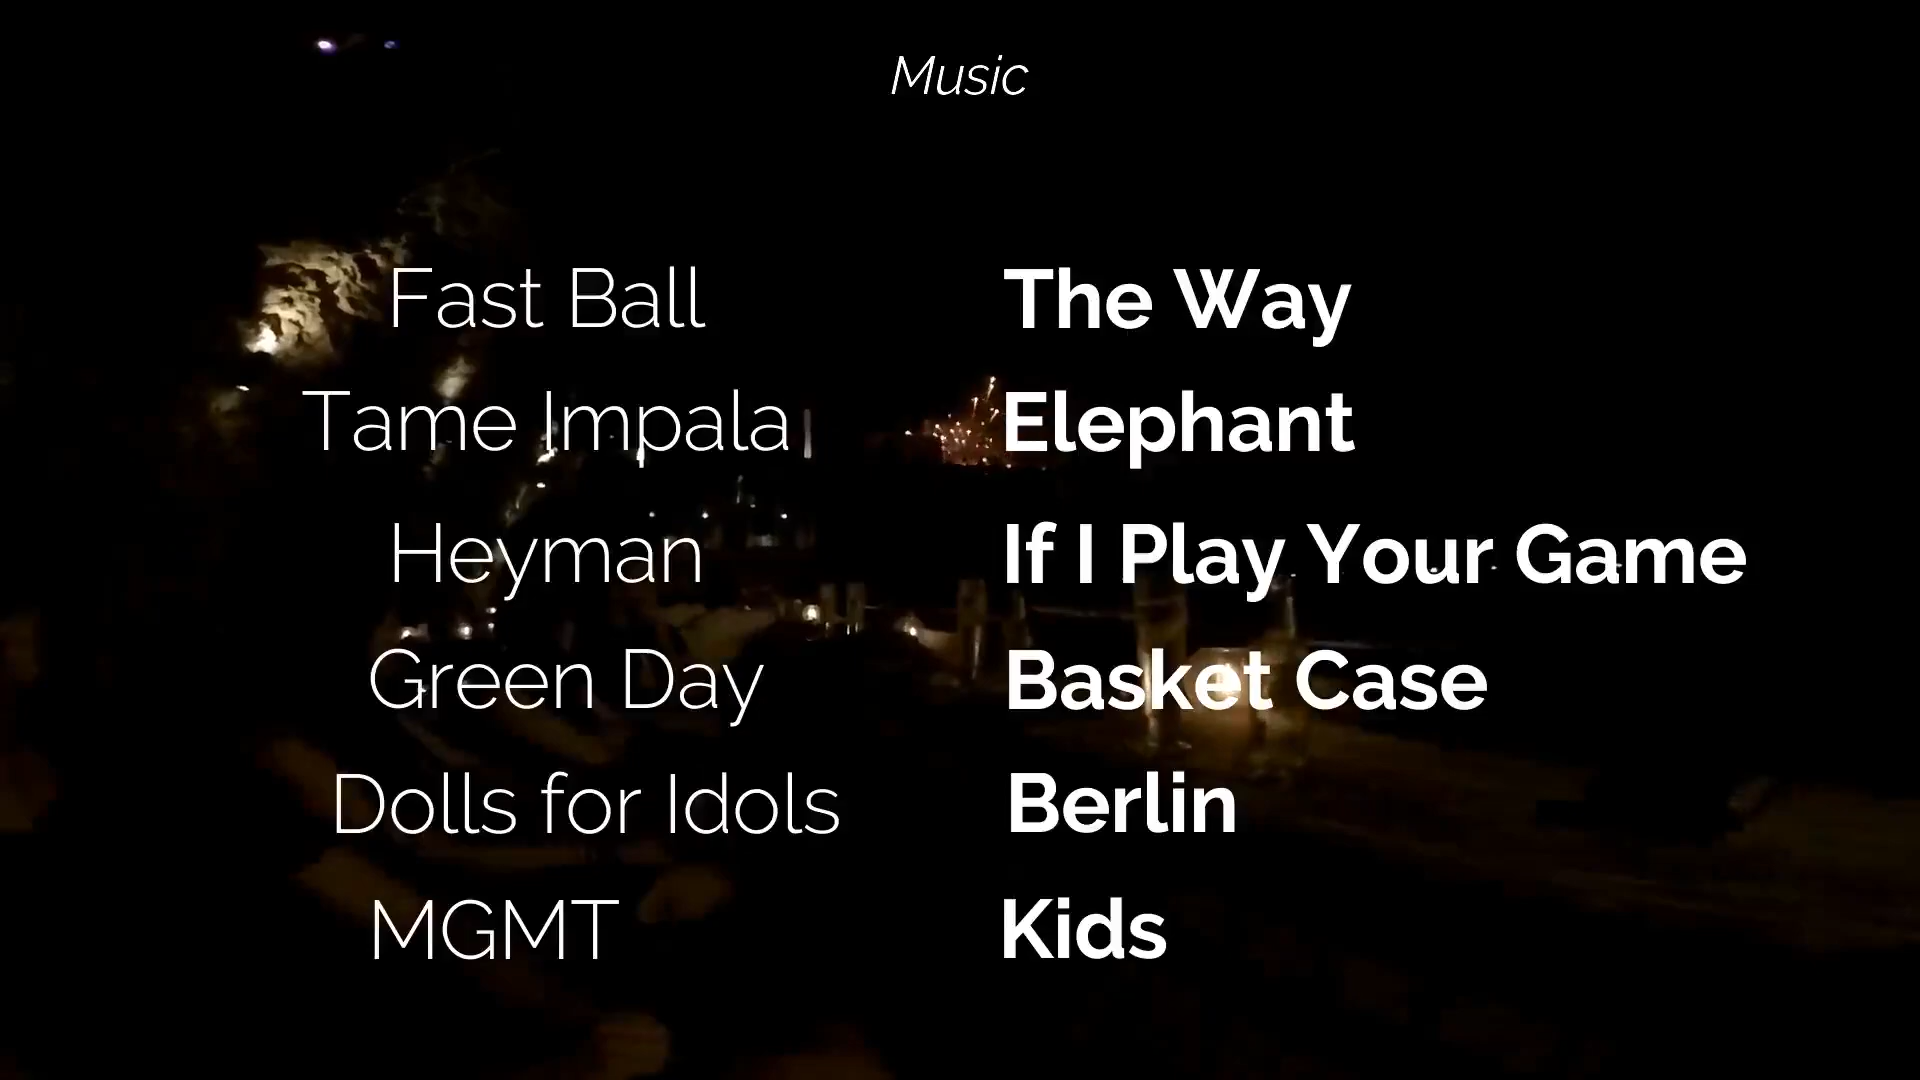 Music
Fast Ball The Way
Tame Impala Elephant
Heyman If I Play Your Game
Green Day Basket Case
Dolls for Idols Berlin
MGMT Kids